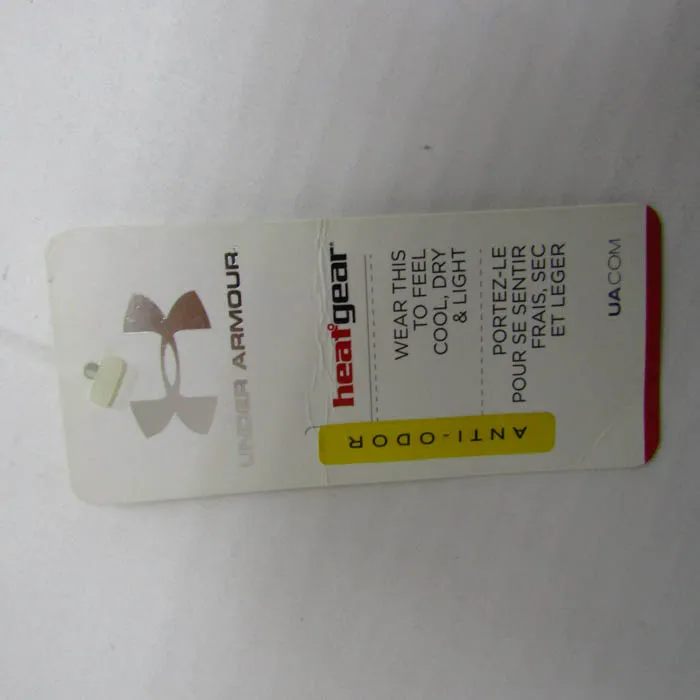 UNDER ARMOUR
heatgear
WEAR THIS
TO FEEL
COOL, DRY
& LIGHT
PORTEZ-LE
POUR SE SENTIR
FRAIS, SEC
ET LEGER
UA.COM
ANTI-ODOR